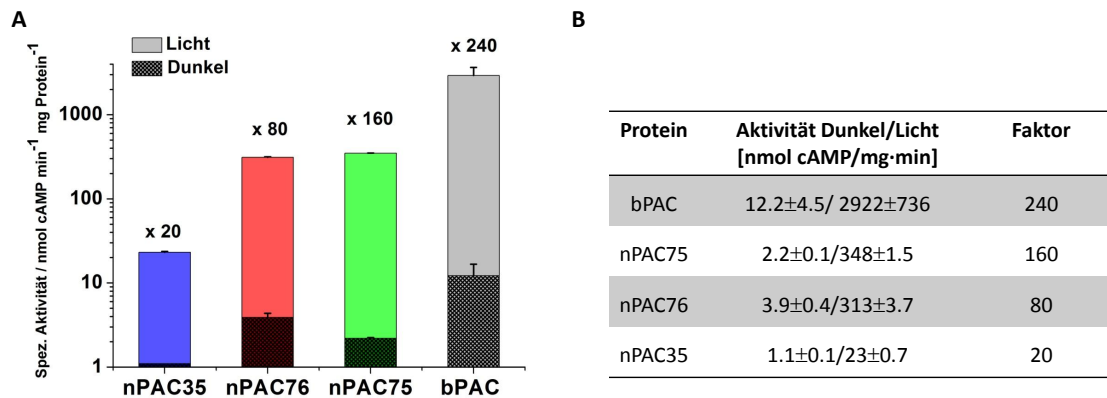 A
Spez. Aktivität / nmol cAMP min⁻¹ mg Protein⁻¹
Licht
Dunkel
x 20
x 80
x 160
x 240
1000
100
10
1
nPAC35 nPAC76 nPAC75 bPAC
B
Protein Aktivität Dunkel/Licht Faktor
[nmol cAMP/mg·min]
bPAC 12.2±4.5/ 2922±736 240
nPAC75 2.2±0.1/348±1.5 160
nPAC76 3.9±0.4/313±3.7 80
nPAC35 1.1±0.1/23±0.7 20